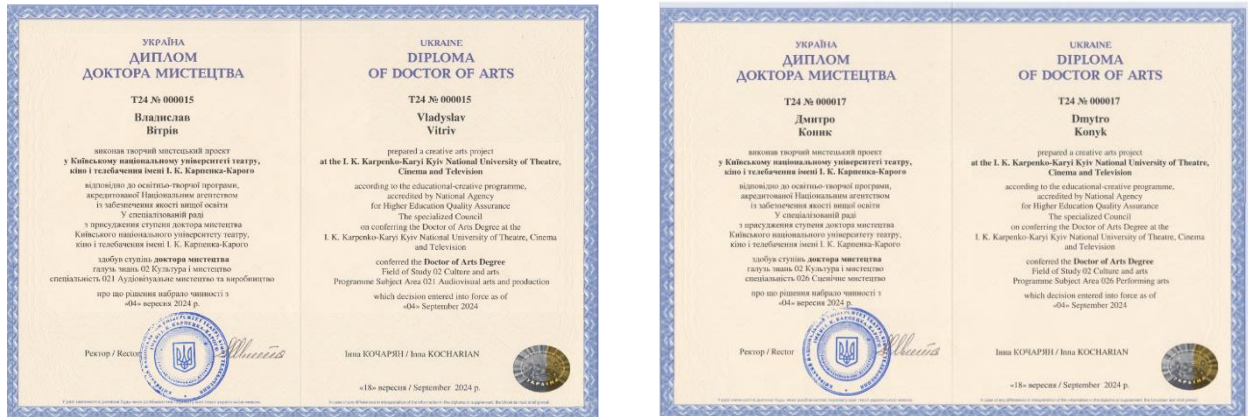 УКРАЇНА
ДИПЛОМ
ДОКТОРА МИСТЕЦТВА
Т24 № 000015
Владислав
Вітрів
виконав творчий мистецький проект
у Київському національному університеті театру,
кіно і телебачення імені І. К. Карпенка-Карого
відповідно до освітньо-творчої програми,
акредитованої Національним агентством
із забезпечення якості вищої освіти
У спеціалізованій раді
з присудження ступеня доктора мистецтва
Київського національного університету театру,
кіно і телебачення імені І. К. Карпенка-Карого
здобув ступінь доктора мистецтва
галузь знань 02 Культура і мистецтво
спеціальність 021 Аудіовізуальне мистецтво та виробництво
про що рішення набрало чинності з
«04» вересня 2024 р.
Ректор / Rector
UKRAINE
DIPLOMA
OF DOCTOR OF ARTS
T24 № 000015
Vladyslav
Vitriv
prepared a creative arts project
at the I. K. Karpenko-Karyi Kyiv National University of Theatre,
Cinema and Television
according to the educational-creative programme,
accredited by National Agency
for Higher Education Quality Assurance
The specialized Council
on conferring the Doctor of Arts Degree at the
I. K. Karpenko-Karyi Kyiv National University of Theatre, Cinema
and Television
conferred the Doctor of Arts Degree
Field of Study 02 Culture and arts
Programme Subject Area 021 Audiovisual arts and production
which decision entered into force as of
«04» September 2024
Інна КОЧАРЯН / Inna KOCHARIAN
«18» вересня / September 2024 р.
УКРАЇНА
ДИПЛОМ
ДОКТОРА МИСТЕЦТВА
Т24 № 000017
Дмитро
Коник
виконав творчий мистецький проект
у Київському національному університеті театру,
кіно і телебачення імені І. К. Карпенка-Карого
відповідно до освітньо-творчої програми,
акредитованої Національним агентством
із забезпечення якості вищої освіти
У спеціалізованій раді
з присудження ступеня доктора мистецтва
Київського національного університету театру,
кіно і телебачення імені І. К. Карпенка-Карого
здобув ступінь доктора мистецтва
галузь знань 02 Культура і мистецтво
спеціальність 026 Сценічне мистецтво
про що рішення набрало чинності з
«04» вересня 2024 р.
Ректор / Rector
UKRAINE
DIPLOMA
OF DOCTOR OF ARTS
T24 № 000017
Dmytro
Konyk
prepared a creative arts project
at the I. K. Karpenko-Karyi Kyiv National University of Theatre,
Cinema and Television
according to the educational-creative programme,
accredited by National Agency
for Higher Education Quality Assurance
The specialized Council
on conferring the Doctor of Arts Degree at the
I. K. Karpenko-Karyi Kyiv National University of Theatre, Cinema
and Television
conferred the Doctor of Arts Degree
Field of Study 02 Culture and arts
Programme Subject Area 026 Performing arts
which decision entered into force as of
«04» September 2024
Інна КОЧАРЯН / Inna KOCHARIAN
«18» вересня / September 2024 р.